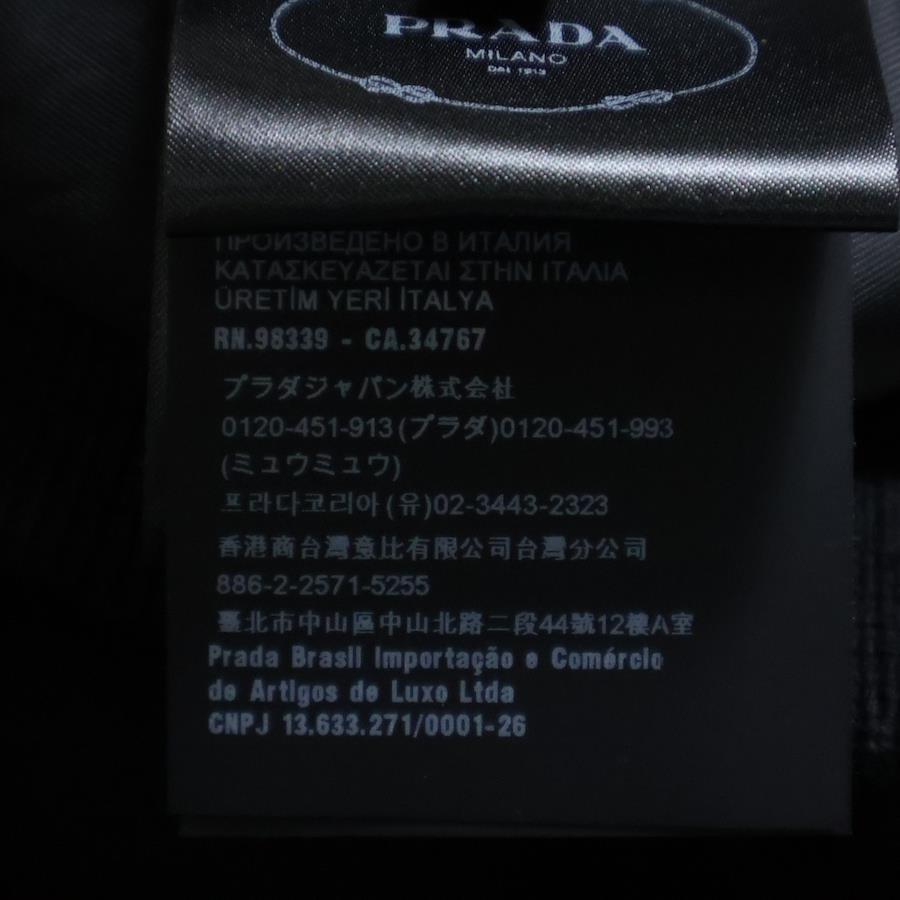 PRADA
MILANO
DAL 1913
ПРОИЗВЕДЕНО В ИТАЛИЯ
ΚΑΤΑΣΚΕΥΑΖΕΤΑΙ ΣΤΗΝ ΙΤΑΛΙΑ
ÜRETİM YERİ İTALYA
RN.98339 - CA.34767
プラダジャパン株式会社
0120-451-913(プラダ)0120-451-993
(ミュウミュウ)
프라다코리아(유)02-3443-2323
香港商台灣意比有限公司台灣分公司
886-2-2571-5255
臺北市中山區中山北路二段44號12樓A室
Prada Brasil Importação e Comércio
de Artigos de Luxo Ltda
CNPJ 13.633.271/0001-26